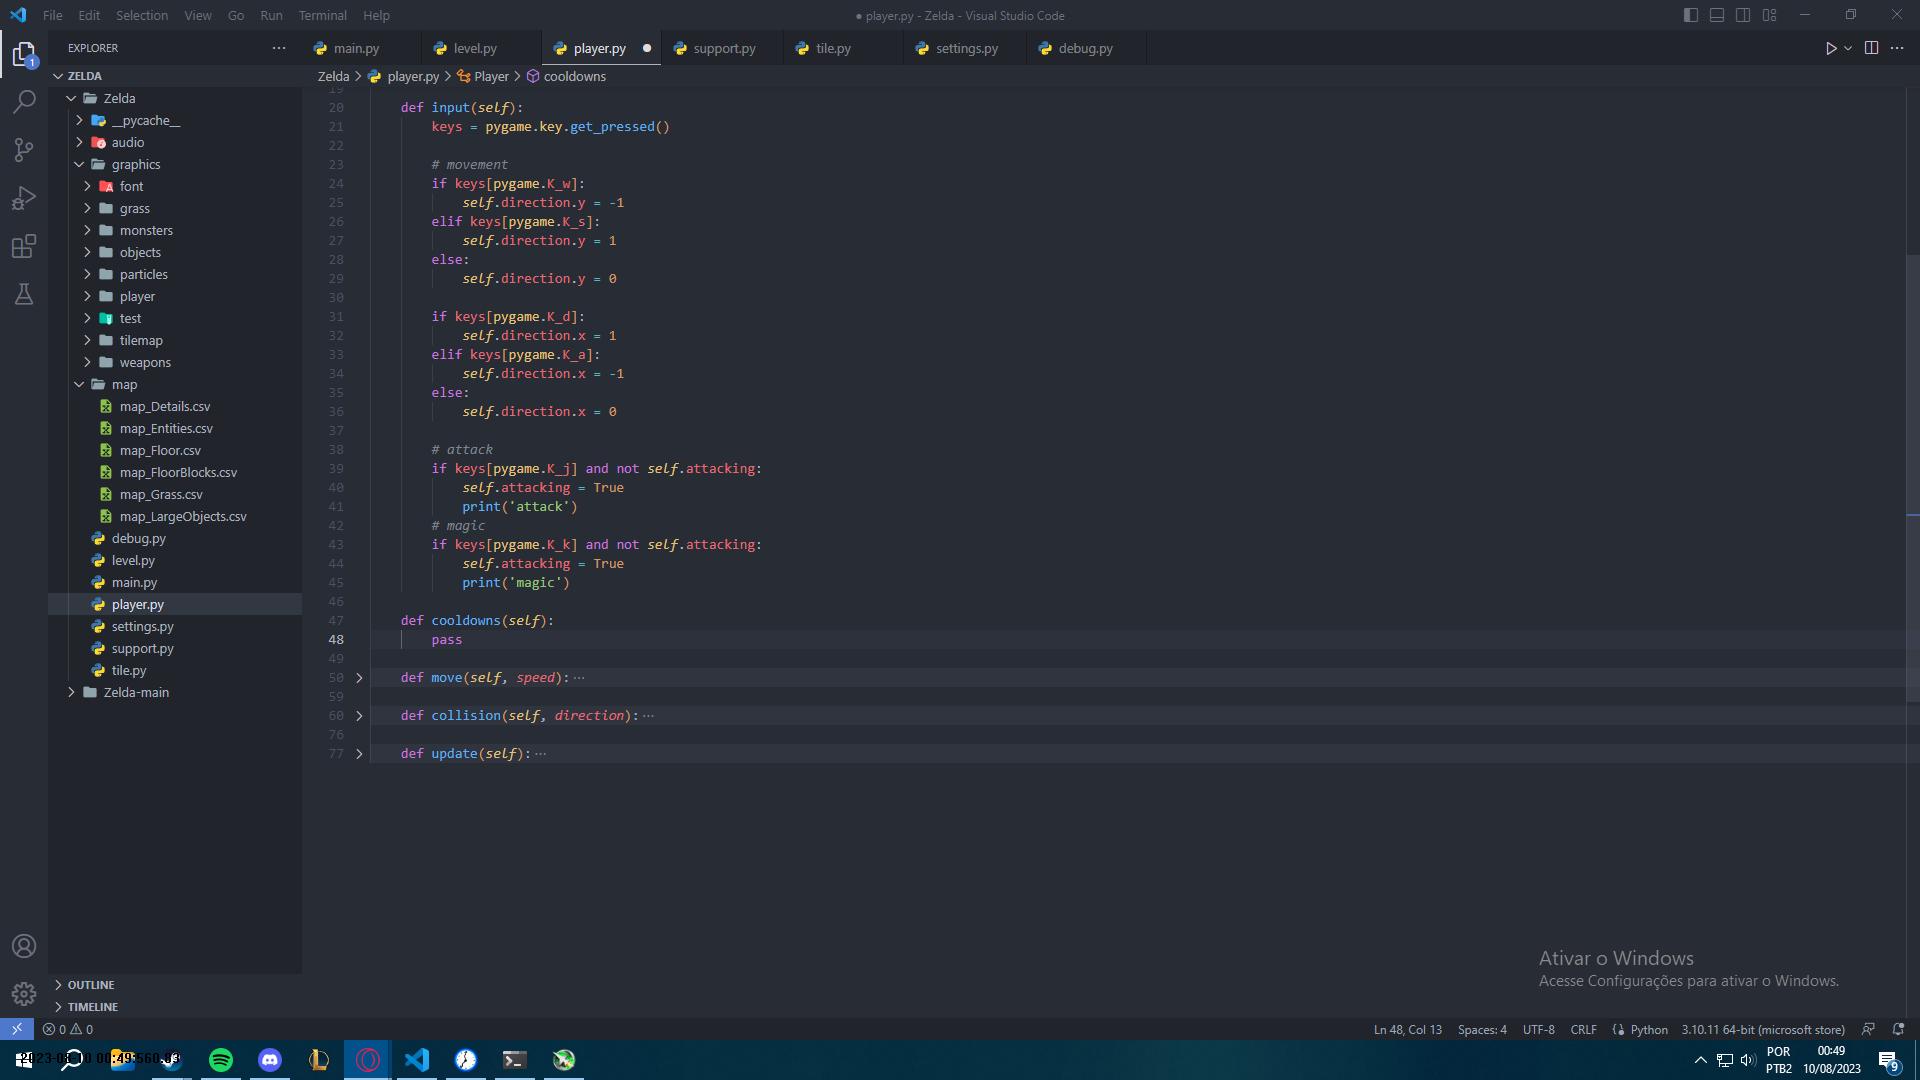 File Edit Selection View Go Run Terminal Help
● player.py - Zelda - Visual Studio Code
EXPLORER
main.py level.py player.py support.py tile.py settings.py debug.py
ZELDA
Zelda > player.py > Player > cooldowns
Zelda
__pycache__
audio
graphics
font
grass
monsters
objects
particles
player
test
tilemap
weapons
map
map_Details.csv
map_Entities.csv
map_Floor.csv
map_FloorBlocks.csv
map_Grass.csv
map_LargeObjects.csv
debug.py
level.py
main.py
player.py
settings.py
support.py
tile.py
Zelda-main
OUTLINE
TIMELINE
19
20 def input(self):
21 keys = pygame.key.get_pressed()
22
23 # movement
24 if keys[pygame.K_w]:
25 self.direction.y = -1
26 elif keys[pygame.K_s]:
27 self.direction.y = 1
28 else:
29 self.direction.y = 0
30
31 if keys[pygame.K_d]:
32 self.direction.x = 1
33 elif keys[pygame.K_a]:
34 self.direction.x = -1
35 else:
36 self.direction.x = 0
37
38 # attack
39 if keys[pygame.K_j] and not self.attacking:
40 self.attacking = True
41 print('attack')
42 # magic
43 if keys[pygame.K_k] and not self.attacking:
44 self.attacking = True
45 print('magic')
46
47 def cooldowns(self):
48 pass
49
50 def move(self, speed): ···
59
60 def collision(self, direction): ···
76
77 def update(self): ···
Ativar o Windows
Acesse Configurações para ativar o Windows.
0 0
Ln 48, Col 13 Spaces: 4 UTF-8 CRLF Python 3.10.11 64-bit (microsoft store)
POR
PTB2
00:49
10/08/2023
9
1